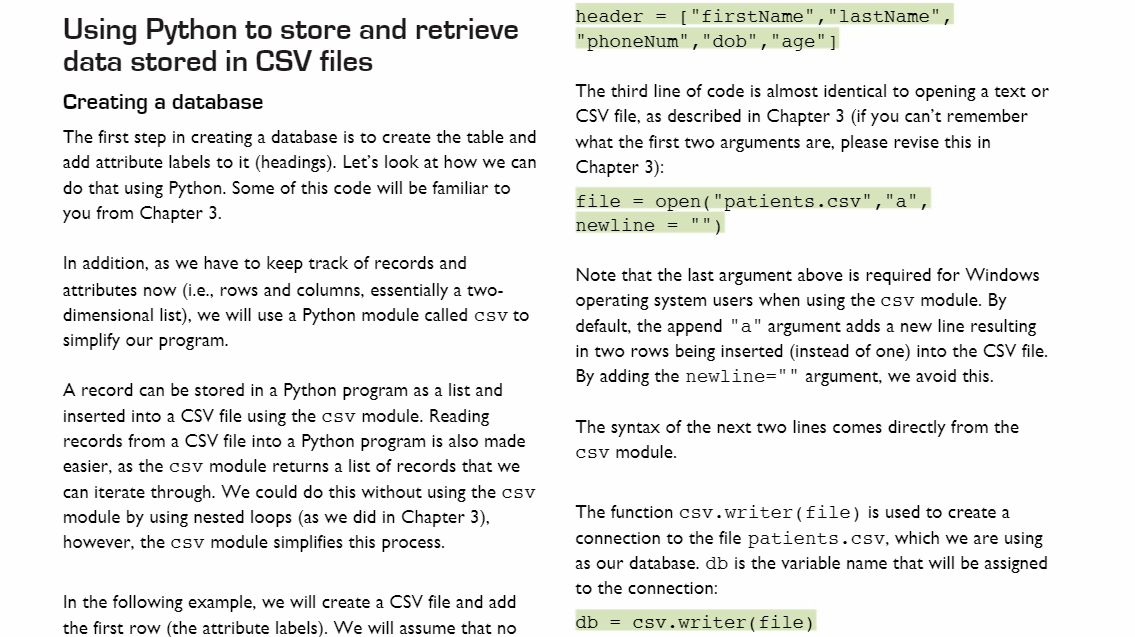 Using Python to store and retrieve
data stored in CSV files
Creating a database
The first step in creating a database is to create the table and
add attribute labels to it (headings). Let's look at how we can
do that using Python. Some of this code will be familiar to
you from Chapter 3.
In addition, as we have to keep track of records and
attributes now (i.e., rows and columns, essentially a two-
dimensional list), we will use a Python module called csv to
simplify our program.
A record can be stored in a Python program as a list and
inserted into a CSV file using the csv module. Reading
records from a CSV file into a Python program is also made
easier, as the csv module returns a list of records that we
can iterate through. We could do this without using the csv
module by using nested loops (as we did in Chapter 3),
however, the csv module simplifies this process.
In the following example, we will create a CSV file and add
the first row (the attribute labels). We will assume that no
header = ["firstName","lastName",
"phoneNum","dob","age"]
The third line of code is almost identical to opening a text or
CSV file, as described in Chapter 3 (if you can't remember
what the first two arguments are, please revise this in
Chapter 3):
file = open("patients.csv","a",
newline = "")
Note that the last argument above is required for Windows
operating system users when using the csv module. By
default, the append "a" argument adds a new line resulting
in two rows being inserted (instead of one) into the CSV file.
By adding the newline="" argument, we avoid this.
The syntax of the next two lines comes directly from the
csv module.
The function csv.writer(file) is used to create a
connection to the file patients.csv, which we are using
as our database. db is the variable name that will be assigned
to the connection:
db = csv.writer(file)